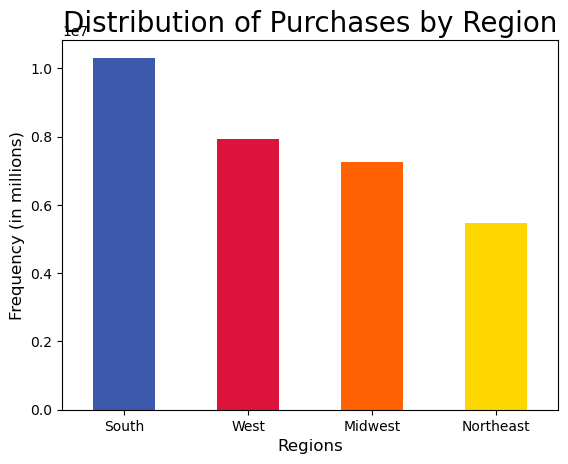 Distribution of Purchases by Region
1e7
1.0
0.8
0.6
0.4
0.2
0.0
Frequency (in millions)
South West Midwest Northeast
Regions